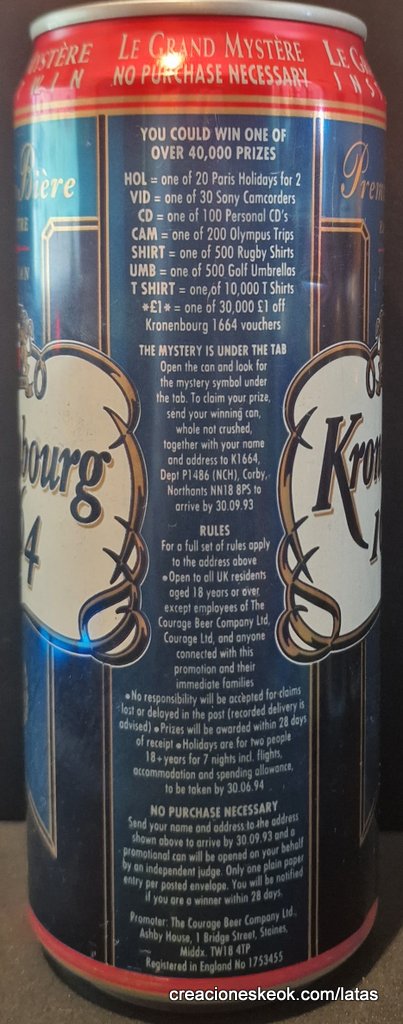 YSTÈRE LE GRAND MYSTÈRE LE G
WIN NO PURCHASE NECESSARY INS
Bière Prem
YOU COULD WIN ONE OF
OVER 40,000 PRIZES
HOL = one of 20 Paris Holidays for 2
VID = one of 30 Sony Camcorders
CD = one of 100 Personal CD's
CAM = one of 200 Olympus Trips
SHIRT = one of 500 Rugby Shirts
UMB = one of 500 Golf Umbrellas
T SHIRT = one of 10,000 T Shirts
*£1* = one of 30,000 £1 off
Kronenbourg 1664 vouchers
THE MYSTERY IS UNDER THE TAB
Open the can and look for
the mystery symbol under
the tab. To claim your prize,
send your winning can,
whole not crushed,
together with your name
and address to K1664,
Dept P1486 (NCH), Corby,
Northants NN18 8PS to
arrive by 30.09.93
bourg Kron
4 1
RULES
For a full set of rules apply
to the address above
•Open to all UK residents
aged 18 years or over
except employees of The
Courage Beer Company Ltd,
Courage Ltd, and anyone
connected with this
promotion and their
immediate families
•No responsibility will be accepted for claims
lost or delayed in the post (recorded delivery is
advised) •Prizes will be awarded within 28 days
of receipt •Holidays are for two people
18+years for 7 nights incl. flights,
accommodation and spending allowance,
to be taken by 30.06.94
NO PURCHASE NECESSARY
Send your name and address to the address
shown above to arrive by 30.09.93 and a
promotional can will be opened on your behalf
by an independent judge. Only one plain paper
entry per posted envelope. You will be notified
if you are a winner within 28 days.
Promoter: The Courage Beer Company Ltd.,
Ashby House, 1 Bridge Street, Staines,
Middx. TW18 4TP
Registered in England No 1753455
creacioneskeok.com/latas